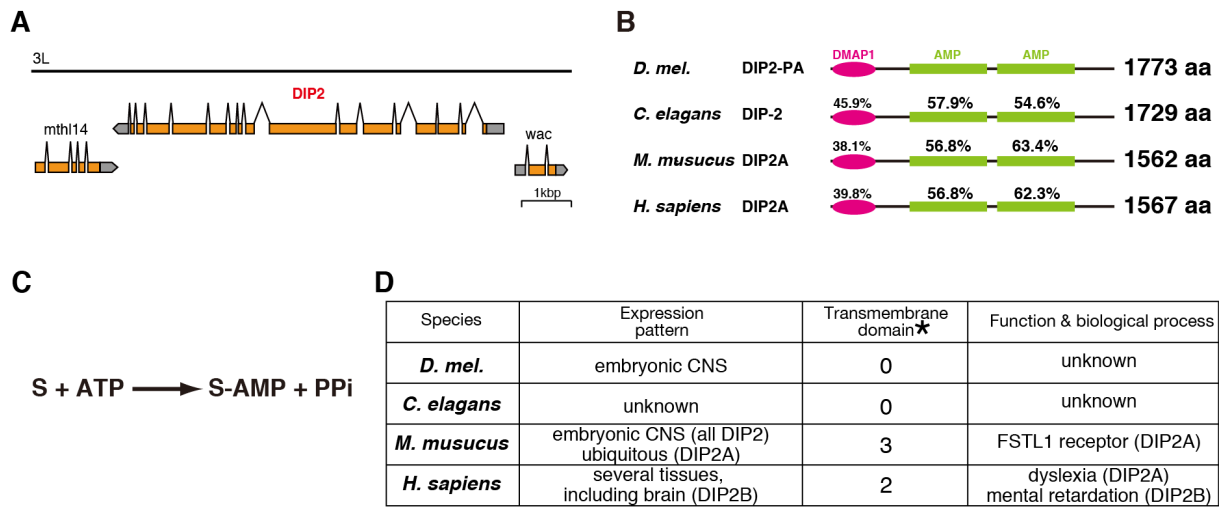 A
3L
DIP2
mthl14
wac
1kbp
B
DMAP1 AMP AMP
D. mel. DIP2-PA 1773 aa
45.9% 57.9% 54.6%
C. elagans DIP-2 1729 aa
38.1% 56.8% 63.4%
M. musucus DIP2A 1562 aa
39.8% 56.8% 62.3%
H. sapiens DIP2A 1567 aa
C
S + ATP → S-AMP + PPi
D
Species Expression pattern Transmembrane domain* Function & biological process
D. mel. embryonic CNS 0 unknown
C. elagans unknown 0 unknown
M. musucus embryonic CNS (all DIP2) ubiquitous (DIP2A) 3 FSTL1 receptor (DIP2A)
H. sapiens several tissues, including brain (DIP2B) 2 dyslexia (DIP2A) mental retardation (DIP2B)